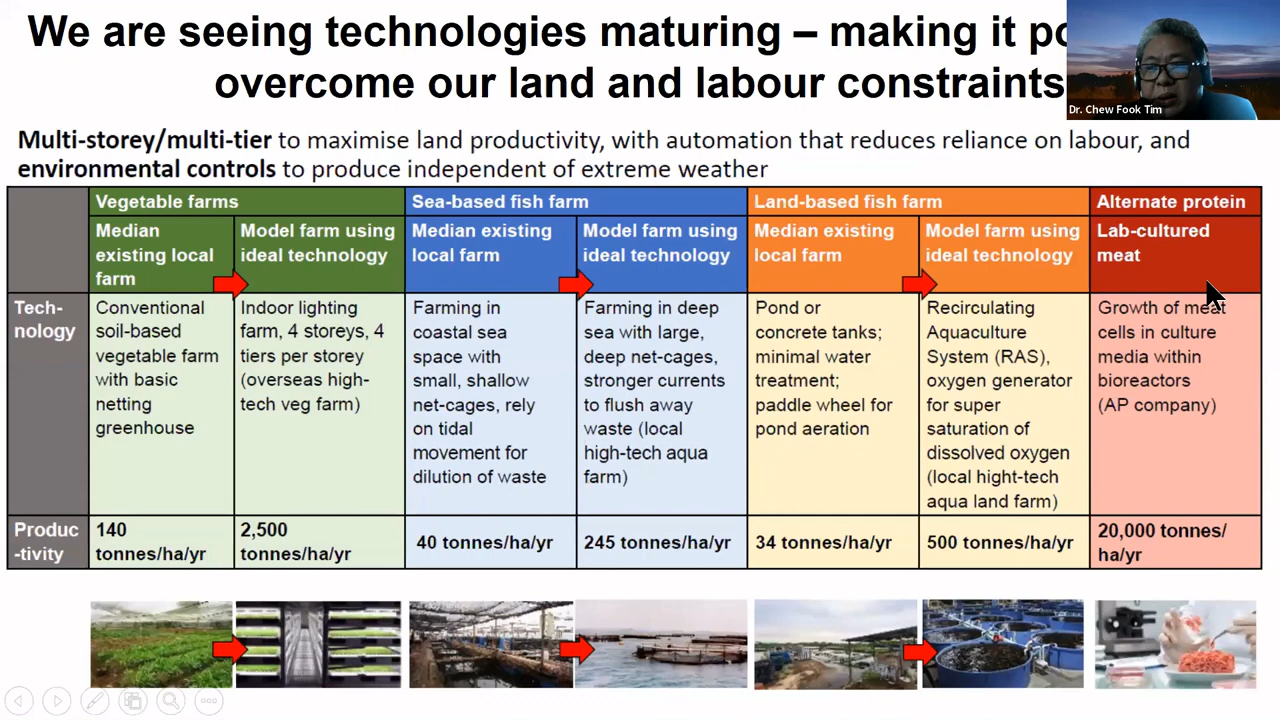 We are seeing technologies maturing – making it po
overcome our land and labour constraints
Dr. Chew Fook Tim
Multi-storey/multi-tier to maximise land productivity, with automation that reduces reliance on labour, and
environmental controls to produce independent of extreme weather
Vegetable farms
Sea-based fish farm
Land-based fish farm
Alternate protein
Median
existing local
farm
Model farm using
ideal technology
Median existing
local farm
Model farm using
ideal technology
Median existing
local farm
Model farm using
ideal technology
Lab-cultured
meat
Tech-
nology
Conventional
soil-based
vegetable farm
with basic
netting
greenhouse
Indoor lighting
farm, 4 storeys, 4
tiers per storey
(overseas high-
tech veg farm)
Farming in
coastal sea
space with
small, shallow
net-cages, rely
on tidal
movement for
dilution of waste
Farming in deep
sea with large,
deep net-cages,
stronger currents
to flush away
waste (local
high-tech aqua
farm)
Pond or
concrete tanks;
minimal water
treatment;
paddle wheel for
pond aeration
Recirculating
Aquaculture
System (RAS),
oxygen generator
for super
saturation of
dissolved oxygen
(local hight-tech
aqua land farm)
Growth of meat
cells in culture
media within
bioreactors
(AP company)
Produc
-tivity
140
tonnes/ha/yr
2,500
tonnes/ha/yr
40 tonnes/ha/yr
245 tonnes/ha/yr
34 tonnes/ha/yr
500 tonnes/ha/yr
20,000 tonnes/
ha/yr